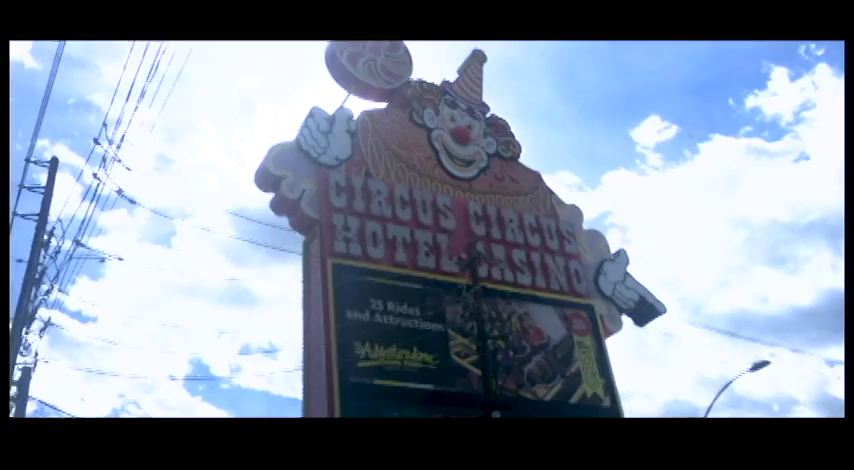 CIRCUS CIRCUS
HOTEL CASINO
25 Rides
and Attractions
Adventuredome